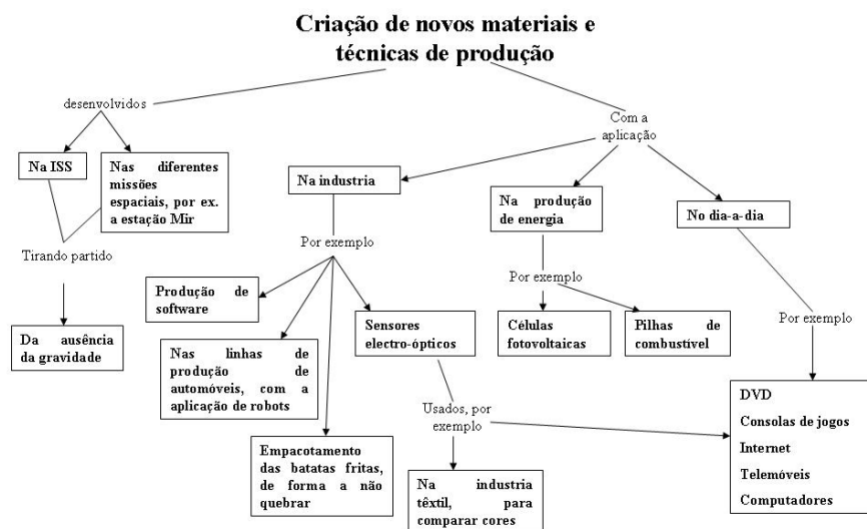 Criação de novos materiais e
técnicas de produção
desenvolvidos
Com a
aplicação
Na ISS
Nas diferentes
missões
espaciais, por ex.
a estação Mir
Na industria
Na produção
de energia
No dia-a-dia
Tirando partido
Por exemplo
Por exemplo
Por exemplo
Da ausência
da gravidade
Produção de
software
Nas linhas de
produção de
automóveis, com a
aplicação de robots
Empacotamento
das batatas fritas,
de forma a não
quebrar
Sensores
electro-ópticos
Células
fotovoltaicas
Pilhas de
combustível
Usados, por
exemplo
Na industria
têxtil, para
comparar cores
DVD
Consolas de jogos
Internet
Telemóveis
Computadores